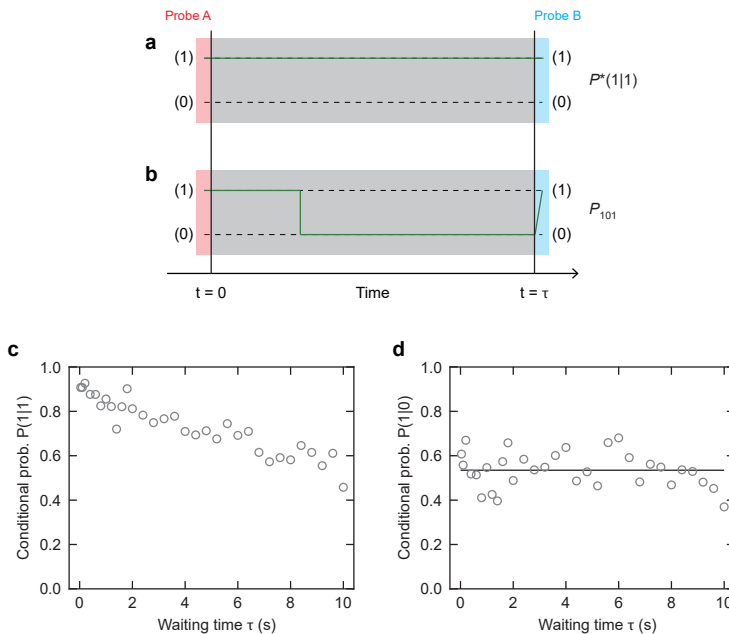 Probe A Probe B
a
(1) (1)
P*(1|1)
(0) (0)
b
(1) (1)
P101
(0) (0)
t = 0 Time t = τ
c d
1.0 1.0
0.8 0.8
0.6 0.6
0.4 0.4
0.2 0.2
0.0 0.0
Conditional prob. P(1|1) Conditional prob. P(1|0)
0 2 4 6 8 10 0 2 4 6 8 10
Waiting time τ (s) Waiting time τ (s)